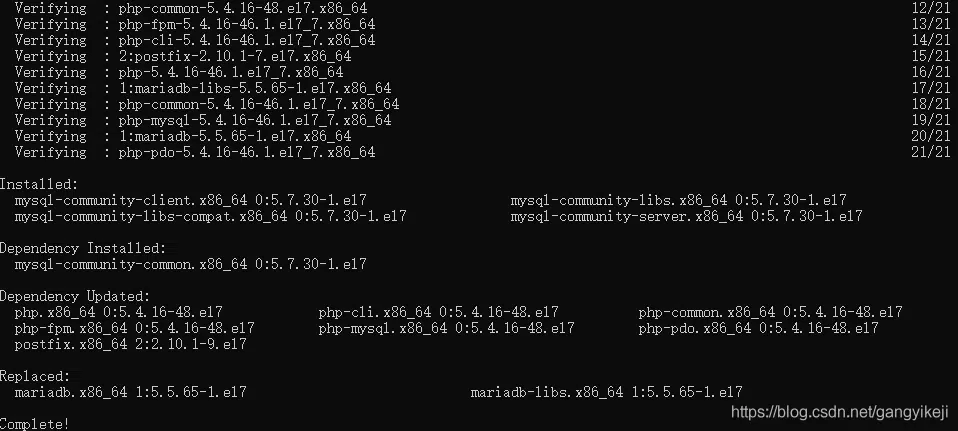 Verifying : php-common-5.4.16-48.el7.x86_64 12/21
Verifying : php-fpm-5.4.16-46.1.el7_7.x86_64 13/21
Verifying : php-cli-5.4.16-46.1.el7_7.x86_64 14/21
Verifying : 2:postfix-2.10.1-7.el7.x86_64 15/21
Verifying : php-5.4.16-46.1.el7_7.x86_64 16/21
Verifying : 1:mariadb-libs-5.5.65-1.el7.x86_64 17/21
Verifying : php-common-5.4.16-46.1.el7_7.x86_64 18/21
Verifying : php-mysql-5.4.16-46.1.el7_7.x86_64 19/21
Verifying : 1:mariadb-5.5.65-1.el7.x86_64 20/21
Verifying : php-pdo-5.4.16-46.1.el7_7.x86_64 21/21
Installed:
mysql-community-client.x86_64 0:5.7.30-1.el7 mysql-community-libs.x86_64 0:5.7.30-1.el7
mysql-community-libs-compat.x86_64 0:5.7.30-1.el7 mysql-community-server.x86_64 0:5.7.30-1.el7
Dependency Installed:
mysql-community-common.x86_64 0:5.7.30-1.el7
Dependency Updated:
php.x86_64 0:5.4.16-48.el7 php-cli.x86_64 0:5.4.16-48.el7 php-common.x86_64 0:5.4.16-48.el7
php-fpm.x86_64 0:5.4.16-48.el7 php-mysql.x86_64 0:5.4.16-48.el7 php-pdo.x86_64 0:5.4.16-48.el7
postfix.x86_64 2:2.10.1-9.el7
Replaced:
mariadb.x86_64 1:5.5.65-1.el7 mariadb-libs.x86_64 1:5.5.65-1.el7
https://blog.csdn.net/gangyikeji
Complete!